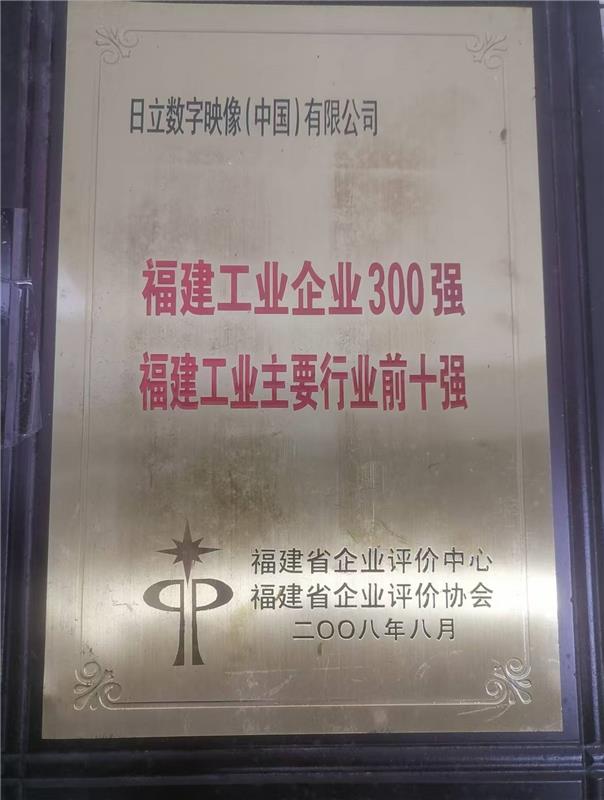 日立数字映像(中国)有限公司
福建工业企业300强
福建工业主要行业前十强
福建省企业评价中心
福建省企业评价协会
二〇〇八年八月